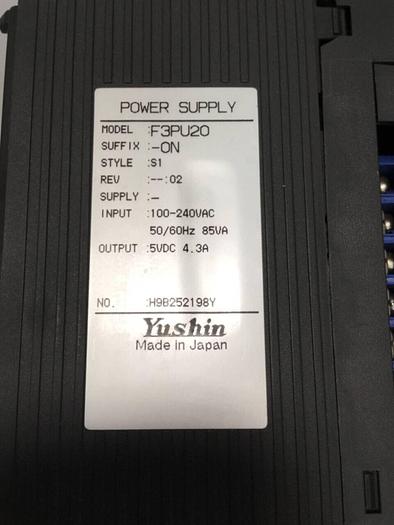 POWER SUPPLY
MODEL :F3PU20
SUFFIX :-0N
STYLE :S1
REV :--:02
SUPPLY :-
INPUT :100-240VAC
50/60Hz 85VA
OUTPUT :5VDC 4.3A
NO. :H9B252198Y
Yushin
Made in Japan